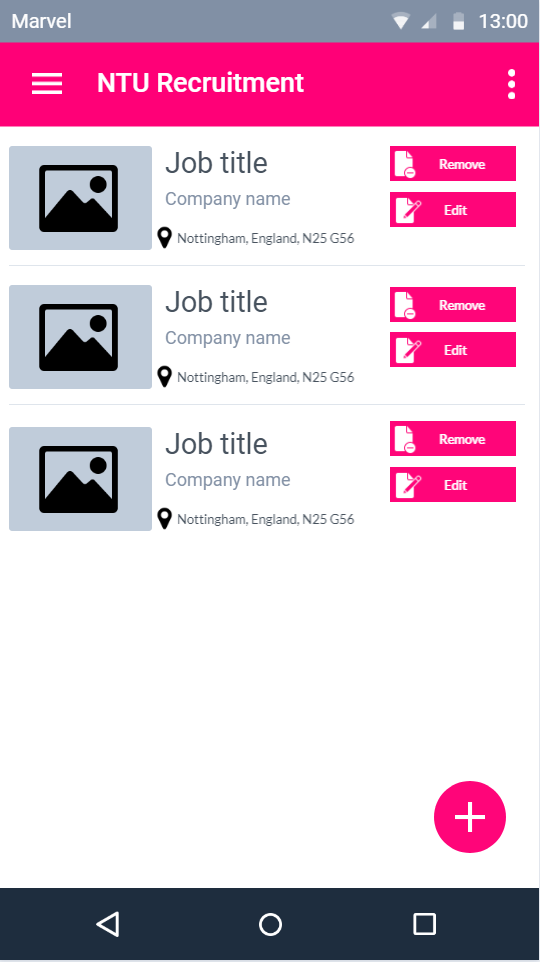 Marvel 13:00
NTU Recruitment
Job title
Remove
Company name
Edit
Nottingham, England, N25 G56
Job title
Remove
Company name
Edit
Nottingham, England, N25 G56
Job title
Remove
Company name
Edit
Nottingham, England, N25 G56